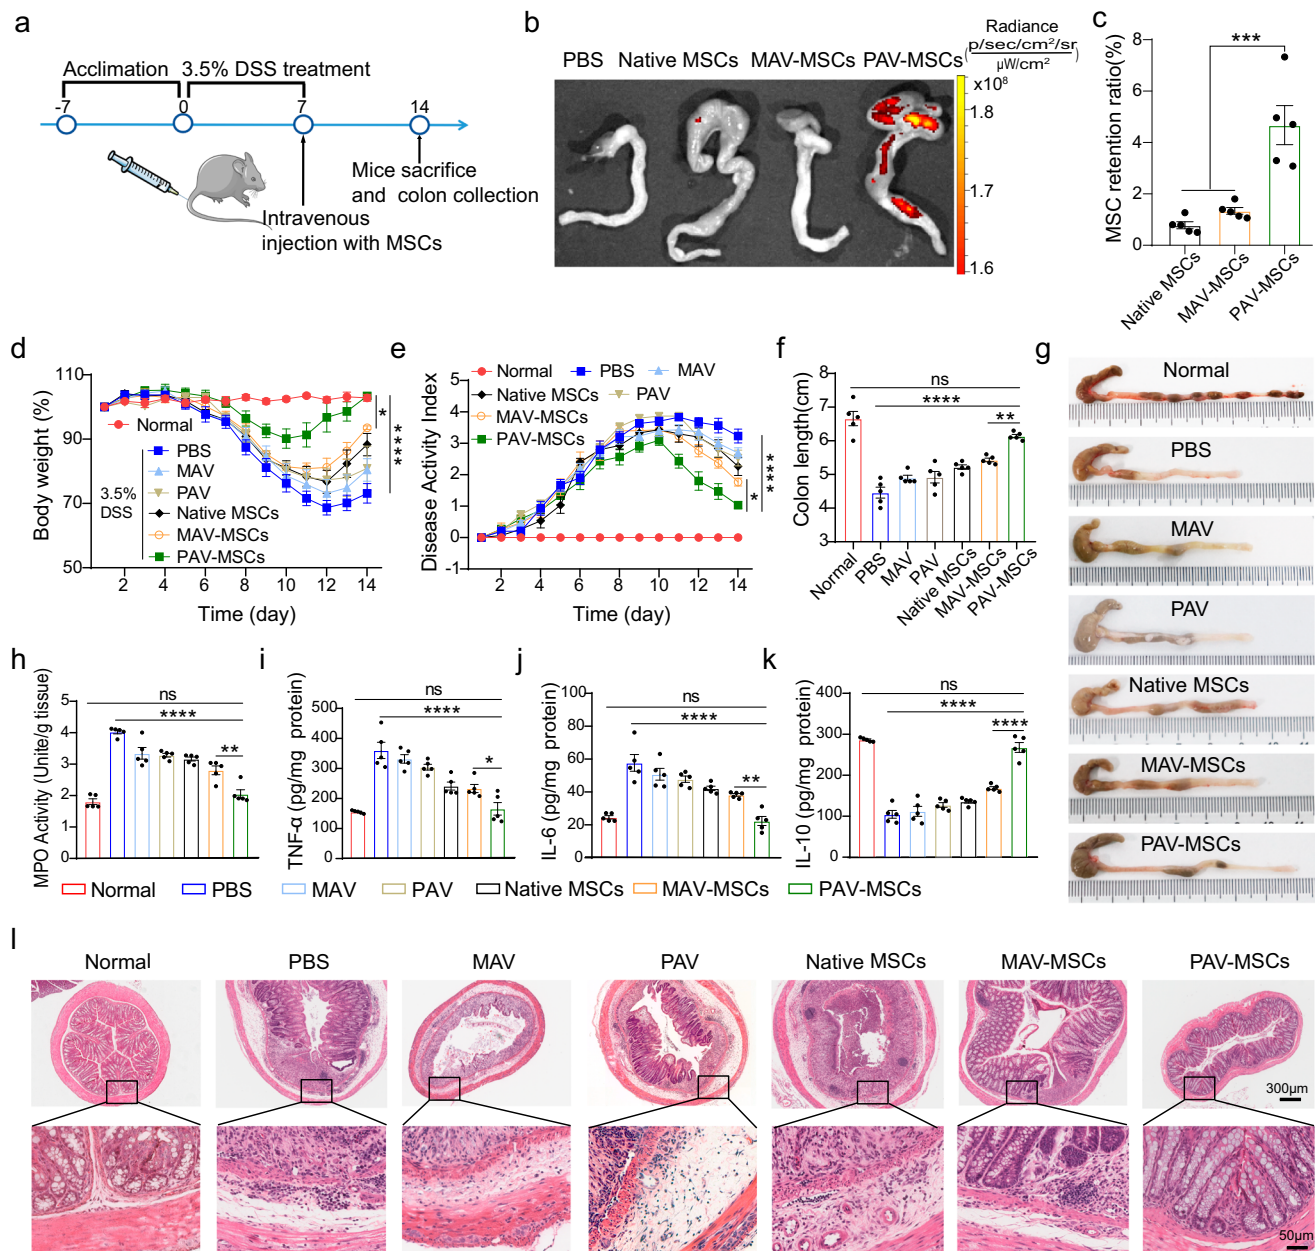 a
Acclimation
3.5% DSS treatment
-7
0
7
14
Intravenous
injection with MSCs
Mice sacrifice
and colon collection
b
PBS
Native MSCs
MAV-MSCs
PAV-MSCs
Radiance
(p/sec/cm²/sr
µW/cm²)
x10⁸
1.8
1.7
1.6
c
MSC retention ratio(%)
8
6
4
2
0
***
Native MSCs
MAV-MSCs
PAV-MSCs
d
Body weight (%)
110
90
70
50
Normal
PBS
MAV
PAV
Native MSCs
MAV-MSCs
PAV-MSCs
3.5%
DSS
*
****
2 4 6 8 10 12 14
Time (day)
e
Normal
PBS
MAV
Native MSCs
PAV
MAV-MSCs
PAV-MSCs
Disease Activity Index
5
4
3
2
1
0
-1
****
*
2 4 6 8 10 12 14
Time (day)
f
Colon length(cm)
8
7
6
5
4
3
ns
****
**
Normal
PBS
MAV
PAV
Native MSCs
MAV-MSCs
PAV-MSCs
g
Normal
PBS
MAV
PAV
Native MSCs
MAV-MSCs
PAV-MSCs
h
MPO Activity (Unite/g tissue)
5
4
3
2
1
0
ns
****
**
i
TNF-α (pg/mg protein)
500
400
300
200
100
0
ns
****
*
j
IL-6 (pg/mg protein)
100
80
60
40
20
0
ns
****
**
k
IL-10 (pg/mg protein)
400
300
200
100
0
ns
****
****
Normal
PBS
MAV
PAV
Native MSCs
MAV-MSCs
PAV-MSCs
l
Normal
PBS
MAV
PAV
Native MSCs
MAV-MSCs
PAV-MSCs
300µm
50µm